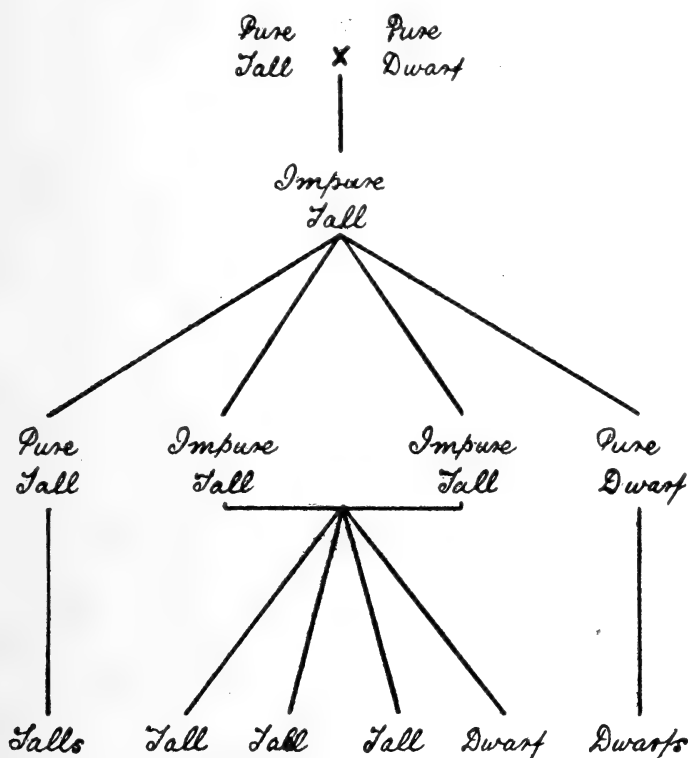 Pure Pure
Tall × Dwarf
Impure
Tall
Pure Impure Impure Pure
Tall Tall Tall Dwarf
Talls Tall Tall Tall Dwarf Dwarfs